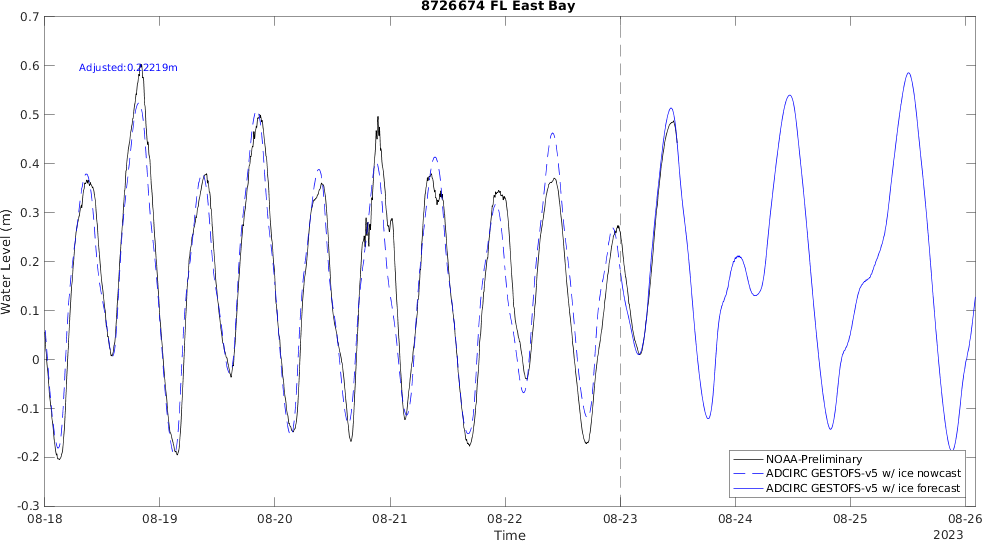 8726674 FL East Bay
0.7
0.6
0.5
0.4
0.3
0.2
0.1
0
-0.1
-0.2
-0.3
Water Level (m)
Adjusted:0.22219m
NOAA-Preliminary
ADCIRC GESTOFS-v5 w/ ice nowcast
ADCIRC GESTOFS-v5 w/ ice forecast
08-18 08-19 08-20 08-21 08-22 08-23 08-24 08-25 08-26
Time
2023